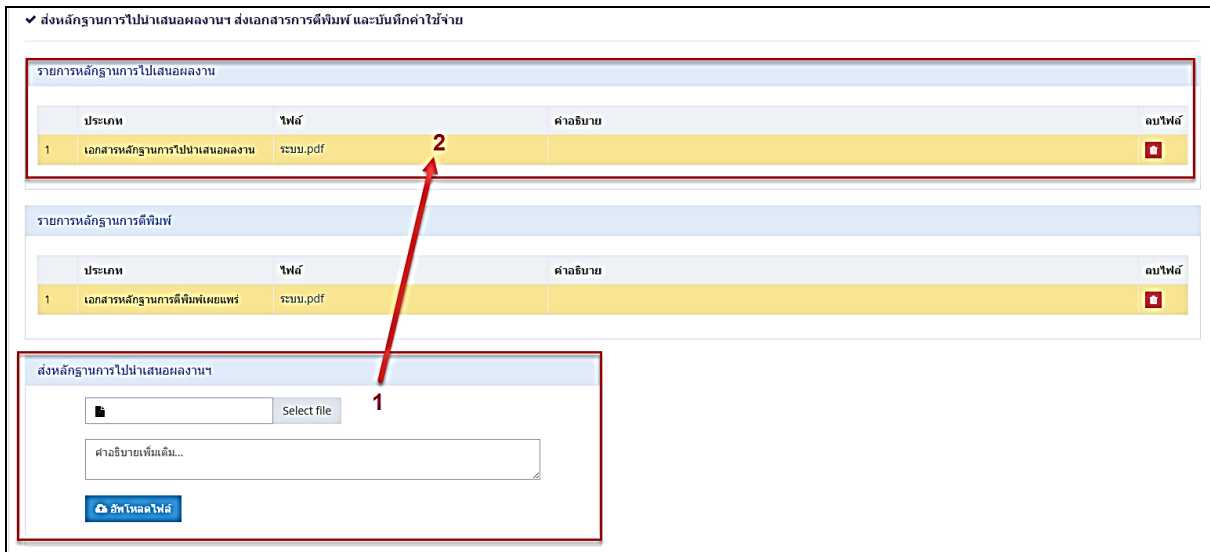 ✔ ส่งหลักฐานการไปนำเสนอผลงานฯ ส่งเอกสารการตีพิมพ์ และบันทึกค่าใช้จ่าย
รายการหลักฐานการไปเสนอผลงาน
ประเภท ไฟล์ คำอธิบาย ลบไฟล์
1 เอกสารหลักฐานการไปนำเสนอผลงาน ระบบ.pdf
2
รายการหลักฐานการตีพิมพ์
ประเภท ไฟล์ คำอธิบาย ลบไฟล์
1 เอกสารหลักฐานการตีพิมพ์เผยแพร่ ระบบ.pdf
ส่งหลักฐานการไปนำเสนอผลงานฯ
Select file
1
คำอธิบายเพิ่มเติม...
อัพโหลดไฟล์